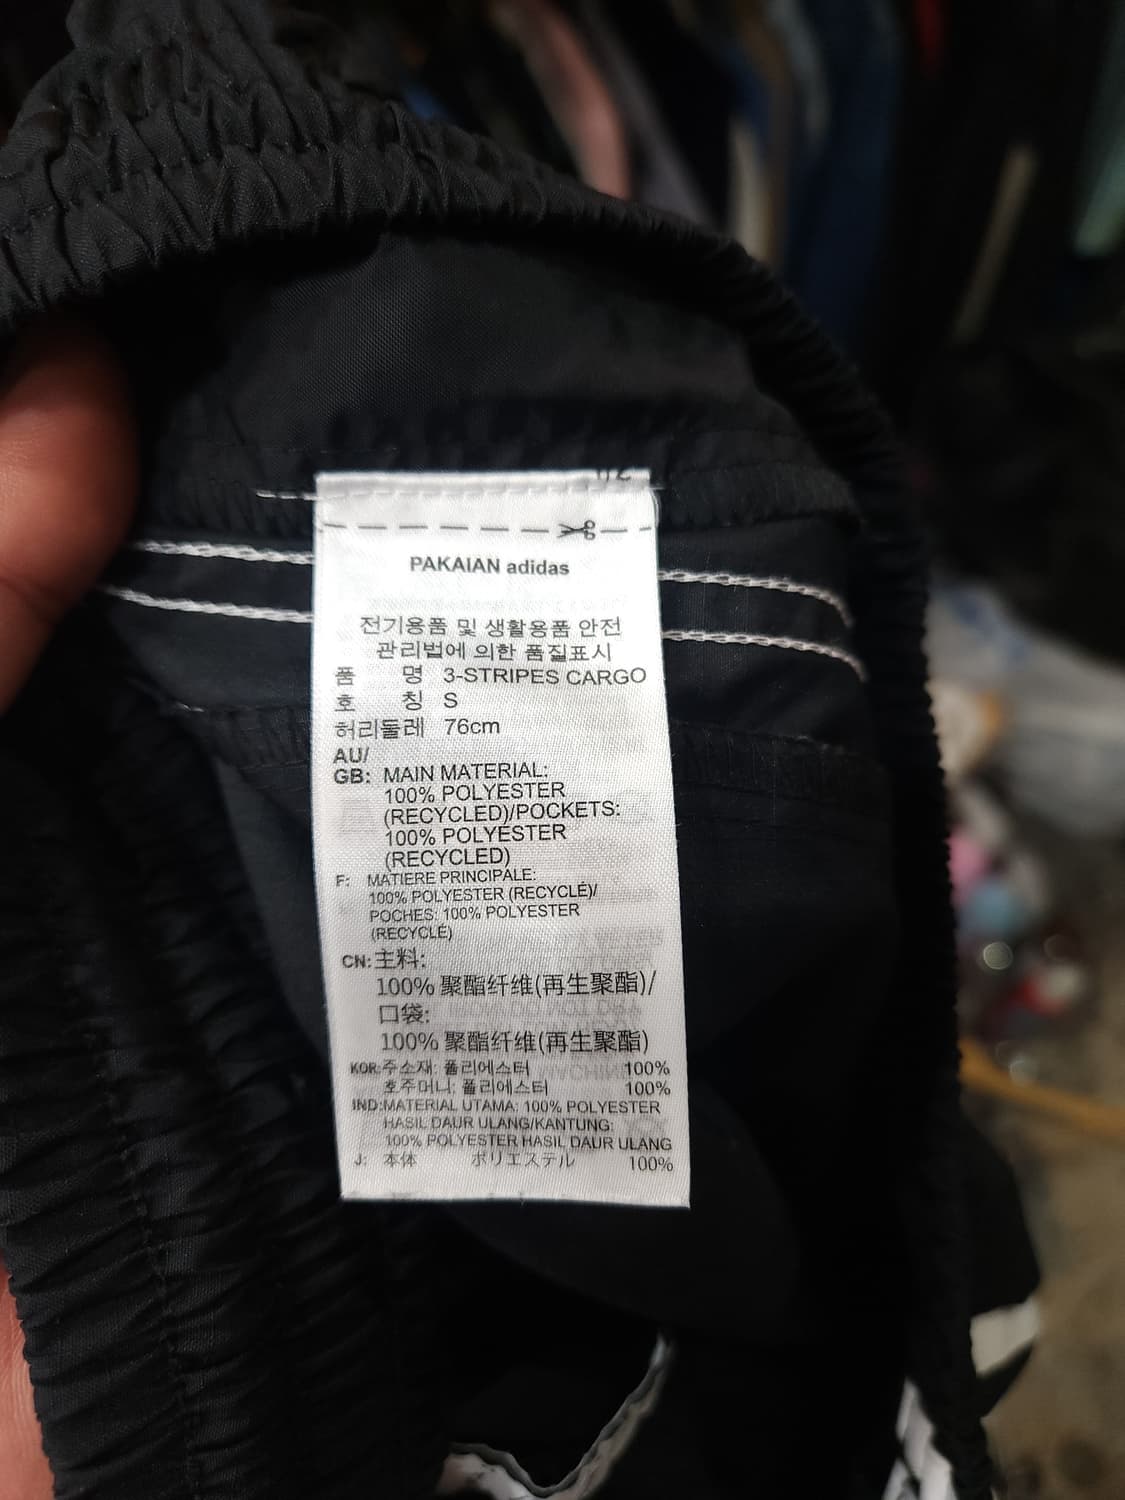 PAKAIAN adidas
전기용품 및 생활용품 안전
관리법에 의한 품질표시
품 명 3-STRIPES CARGO
호 칭 S
허리둘레 76cm
AU/
GB: MAIN MATERIAL:
100% POLYESTER
(RECYCLED)/POCKETS:
100% POLYESTER
(RECYCLED)
F: MATIERE PRINCIPALE:
100% POLYESTER (RECYCLÉ)/
POCHES: 100% POLYESTER
(RECYCLÉ)
CN: 主料:
100% 聚酯纤维(再生聚酯)/
口袋:
100% 聚酯纤维(再生聚酯)
KOR: 주소재: 폴리에스터 100%
호주머니: 폴리에스터 100%
IND: MATERIAL UTAMA: 100% POLYESTER
HASIL DAUR ULANG/KANTUNG:
100% POLYESTER HASIL DAUR ULANG
J: 本体 ポリエステル 100%